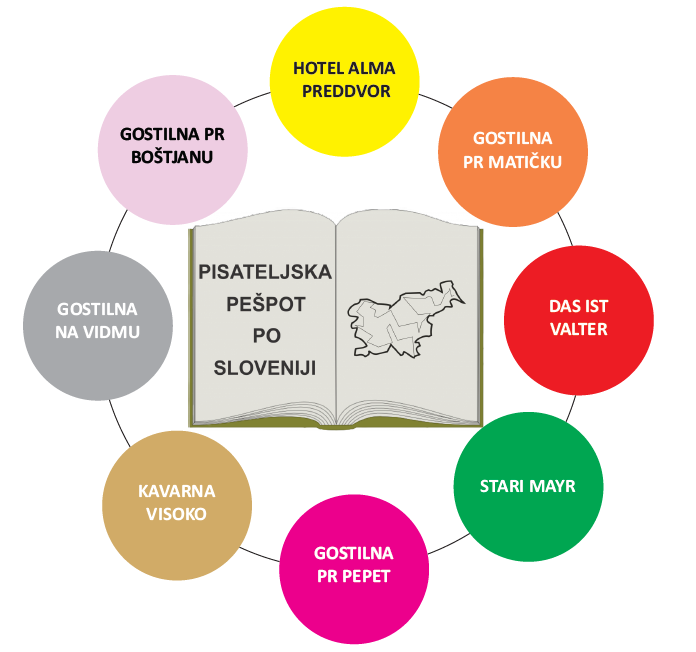 HOTEL ALMA
PREDDVOR
GOSTILNA
PR MATIČKU
DAS IST
VALTER
STARI MAYR
GOSTILNA
PR PEPET
KAVARNA
VISOKO
GOSTILNA
NA VIDMU
GOSTILNA PR
BOŠTJANU
PISATELJSKA
PEŠPOT
PO
SLOVENIJI